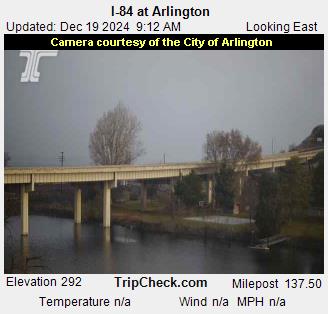 I-84 at Arlington
Updated: Dec 19 2024 9:12 AM Looking East
Camera courtesy of the City of Arlington
Elevation 292 TripCheck.com Milepost 137.50
Temperature n/a Wind n/a MPH n/a